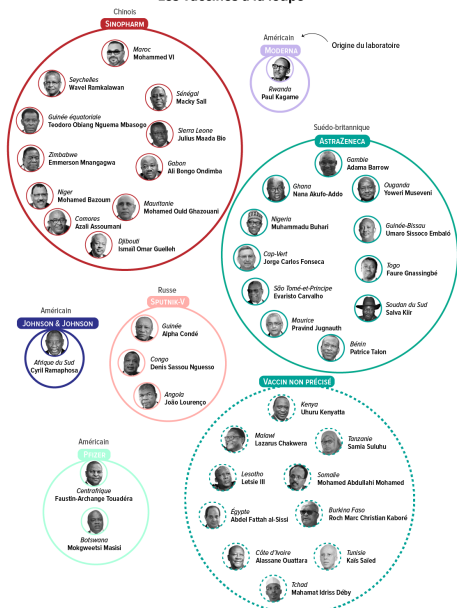 Les vaccinés à la loupe
Chinois
SINOPHARM
Maroc
Mohammed VI
Seychelles
Wavel Ramkalawan
Sénégal
Macky Sall
Guinée équatoriale
Teodoro Obiang Nguema Mbasogo
Sierra Leone
Julius Maada Bio
Zimbabwe
Emmerson Mnangagwa
Gabon
Ali Bongo Ondimba
Niger
Mohamed Bazoum
Mauritanie
Mohamed Ould Ghazouani
Comores
Azali Assoumani
Djibouti
Ismaïl Omar Guelleh
Américain
MODERNA
Origine du laboratoire
Rwanda
Paul Kagame
Suédo-britannique
ASTRAZENECA
Gambie
Adama Barrow
Ghana
Nana Akufo-Addo
Ouganda
Yoweri Museveni
Nigeria
Muhammadu Buhari
Guinée-Bissau
Umaro Sissoco Embaló
Cap-Vert
Jorge Carlos Fonseca
Togo
Faure Gnassingbé
São Tomé-et-Principe
Evaristo Carvalho
Soudan du Sud
Salva Kiir
Maurice
Pravind Jugnauth
Bénin
Patrice Talon
Américain
JOHNSON & JOHNSON
Afrique du Sud
Cyril Ramaphosa
Russe
SPUTNIK-V
Guinée
Alpha Condé
Congo
Denis Sassou Nguesso
Angola
João Lourenço
Américain
PFIZER
Centrafrique
Faustin-Archange Touadéra
Botswana
Mokgweetsi Masisi
VACCIN NON PRÉCISÉ
Kenya
Uhuru Kenyatta
Malawi
Lazarus Chakwera
Tanzanie
Samia Suluhu
Lesotho
Letsie III
Somalie
Mohamed Abdullahi Mohamed
Égypte
Abdel Fattah al-Sissi
Burkina Faso
Roch Marc Christian Kaboré
Côte d'Ivoire
Alassane Ouattara
Tunisie
Kaïs Saïed
Tchad
Mahamat Idriss Déby